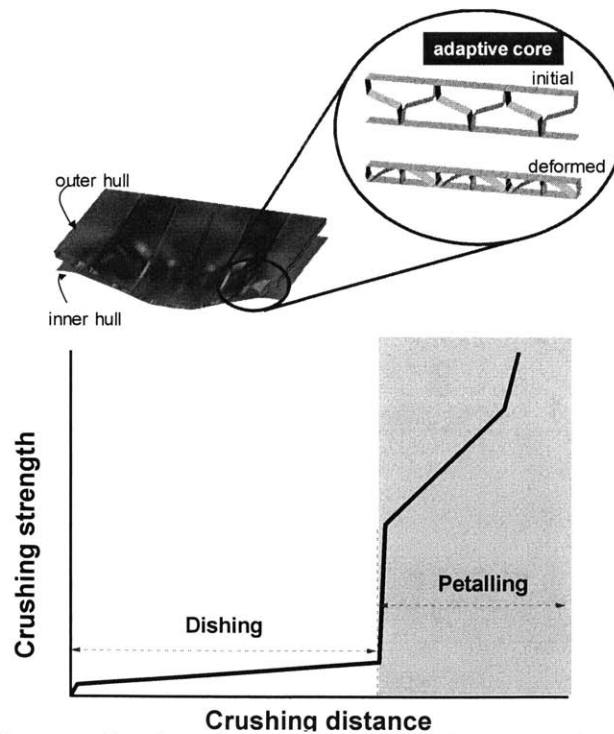 adaptive core
initial
deformed
outer hull
inner hull
Crushing strength
Petalling
Dishing
Crushing distance